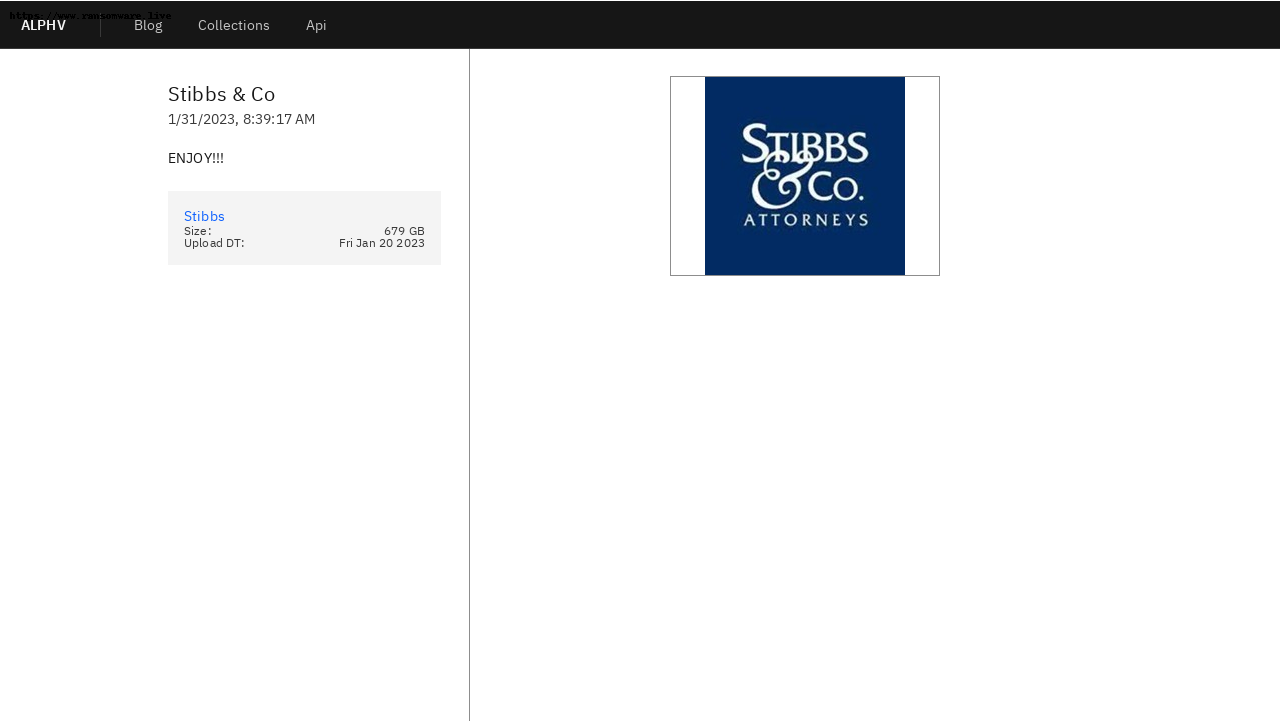 https://www.ransomware.live
ALPHV
Blog
Collections
Api
Stibbs & Co
1/31/2023, 8:39:17 AM
ENJOY!!!
Stibbs
Size: 679 GB
Upload DT: Fri Jan 20 2023
STIBBS
& CO.
ATTORNEYS